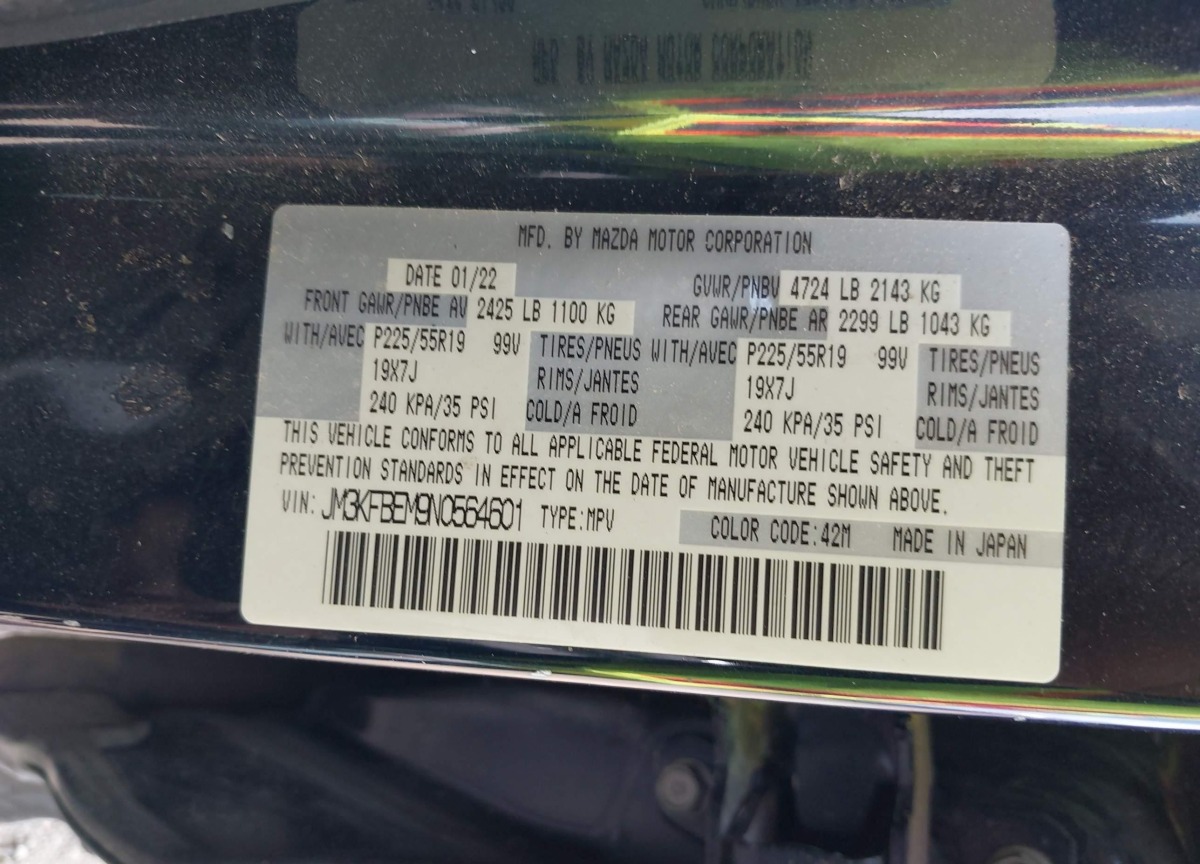 MFD. BY MAZDA MOTOR CORPORATION
DATE 01/22 GVWR/PNBV 4724 LB 2143 KG
FRONT GAWR/PNBE AV 2425 LB 1100 KG REAR GAWR/PNBE AR 2299 LB 1043 KG
WITH/AVEC P225/55R19 99V TIRES/PNEUS WITH/AVEC P225/55R19 99V TIRES/PNEUS
19X7J RIMS/JANTES 19X7J RIMS/JANTES
240 KPA/35 PSI COLD/A FROID 240 KPA/35 PSI COLD/A FROID
THIS VEHICLE CONFORMS TO ALL APPLICABLE FEDERAL MOTOR VEHICLE SAFETY AND THEFT
PREVENTION STANDARDS IN EFFECT ON THE DATE OF MANUFACTURE SHOWN ABOVE.
VIN: JM3KFBEM9N0564601 TYPE:MPV COLOR CODE:42M MADE IN JAPAN